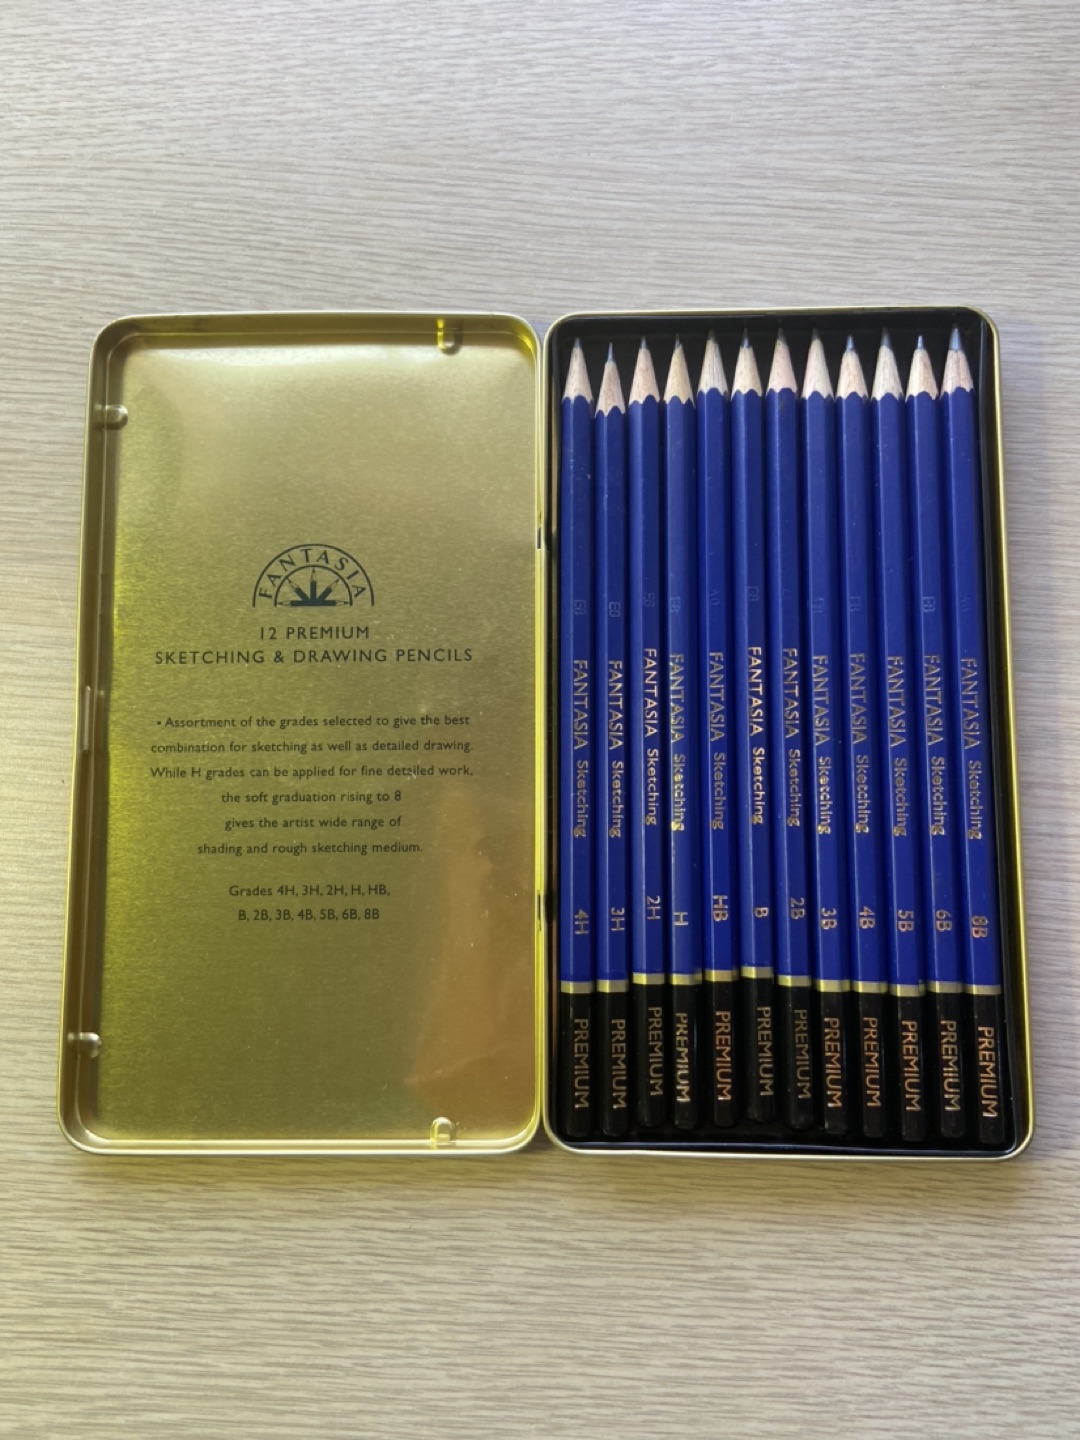 FANTASIA
12 PREMIUM
SKETCHING & DRAWING PENCILS
• Assortment of the grades selected to give the best
combination for sketching as well as detailed drawing.
While H grades can be applied for fine detailed work,
the soft graduation rising to 8
gives the artist wide range of
shading and rough sketching medium.
Grades 4H, 3H, 2H, H, HB,
B, 2B, 3B, 4B, 5B, 6B, 8B
FANTASIA Sketching 4H PREMIUM
FANTASIA Sketching 3H PREMIUM
FANTASIA Sketching 2H PREMIUM
FANTASIA Sketching H PREMIUM
FANTASIA Sketching HB PREMIUM
FANTASIA Sketching B PREMIUM
FANTASIA Sketching 2B PREMIUM
FANTASIA Sketching 3B PREMIUM
FANTASIA Sketching 4B PREMIUM
FANTASIA Sketching 5B PREMIUM
FANTASIA Sketching 6B PREMIUM
FANTASIA Sketching 8B PREMIUM